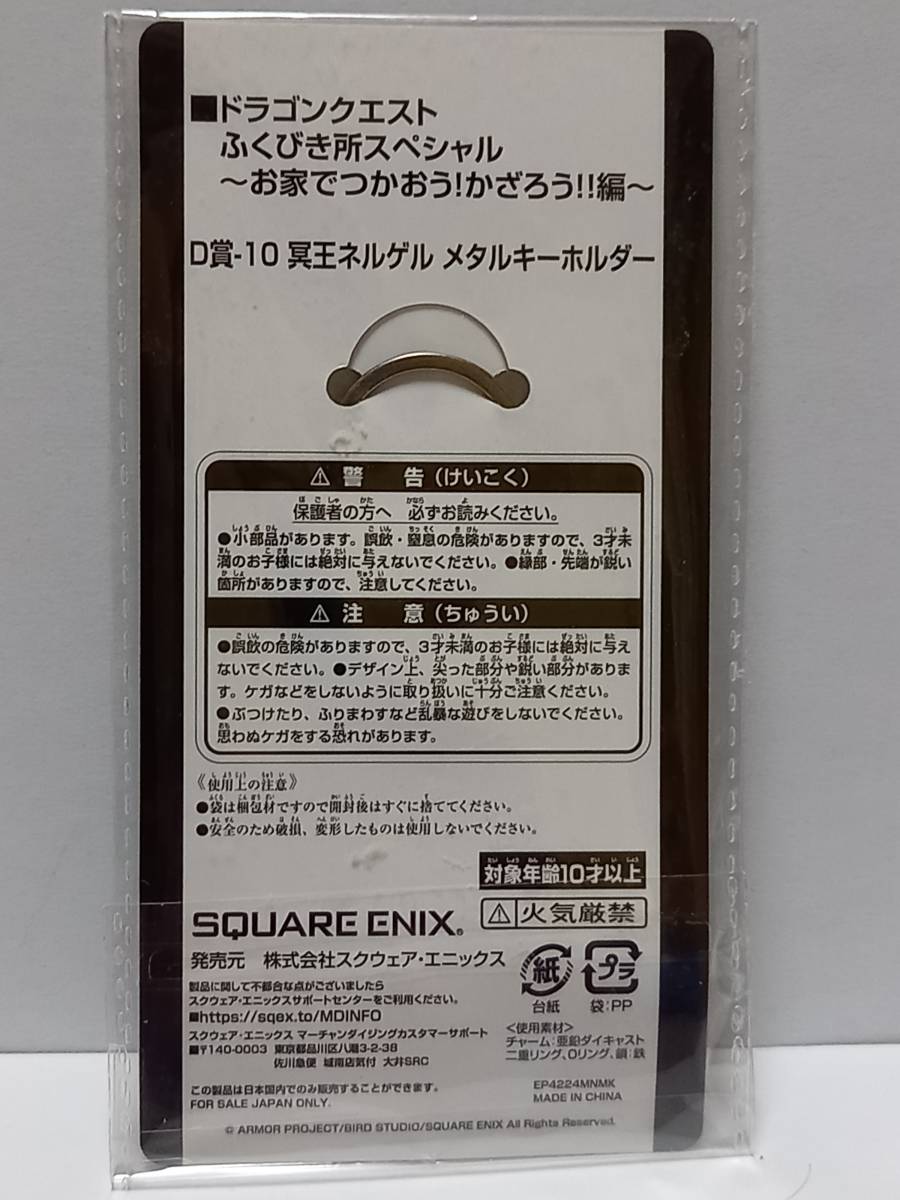 ■ドラゴンクエスト
ふくびき所スペシャル
～お家でつかおう!かざろう!!編～
D賞-10 冥王ネルゲル メタルキーホルダー
⚠ 警 告(けいこく)
保護者の方へ 必ずお読みください。
●小部品があります。誤飲・窒息の危険がありますので、3才未
満のお子様には絶対に与えないでください。●縁部・先端が鋭い
箇所がありますので、注意してください。
⚠ 注 意(ちゅうい)
●誤飲の危険がありますので、3才未満のお子様には絶対に与え
ないでください。●デザイン上、尖った部分や鋭い部分がありま
す。ケガなどをしないように取り扱いに十分ご注意ください。
●ぶつけたり、ふりまわすなど乱暴な遊びをしないでください。
思わぬケガをする恐れがあります。
《使用上の注意》
●袋は梱包材ですので開封後はすぐに捨ててください。
●安全のため破損、変形したものは使用しないでください。
対象年齢10才以上
SQUARE ENIX®
⚠火気厳禁
発売元 株式会社スクウェア・エニックス
紙
台紙
プラ
袋:PP
製品に関して不都合な点がございましたら
スクウェア・エニックスサポートセンターをご利用ください。
■https://sqex.to/MDINFO
スクウェア・エニックス マーチャンダイジングカスタマーサポート
■〒140-0003 東京都品川区八潮3-2-38
佐川急便 城南店気付 大井SRC
<使用素材>
チャーム:亜鉛ダイキャスト
二重リング、Oリング、鎖:鉄
この製品は日本国内でのみ販売することができます。
FOR SALE JAPAN ONLY.
EP4224MNMK
MADE IN CHINA
© ARMOR PROJECT/BIRD STUDIO/SQUARE ENIX All Rights Reserved.